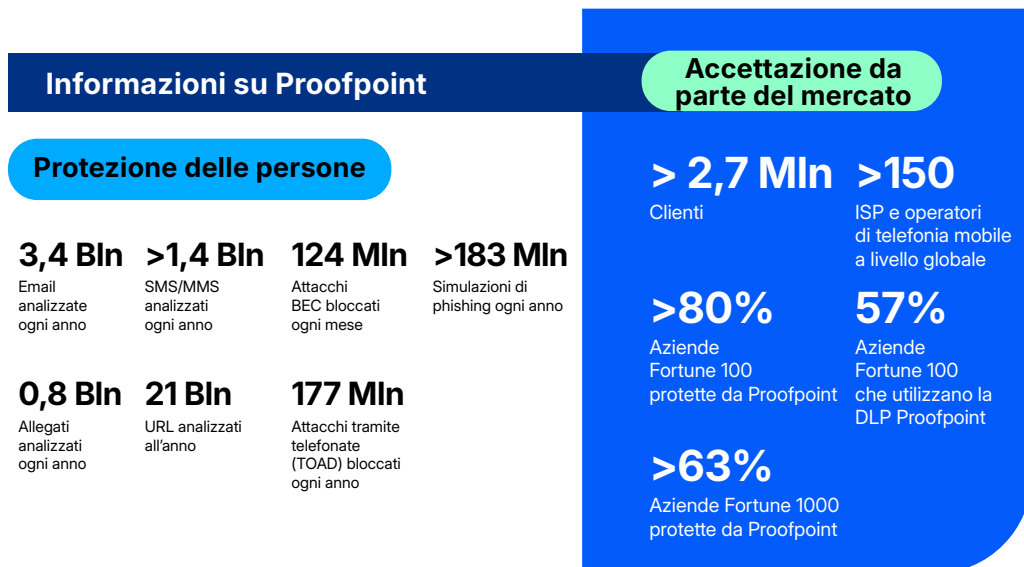 Informazioni su Proofpoint
Accettazione da
parte del mercato
Protezione delle persone
3,4 Bln
Email
analizzate
ogni anno
>1,4 Bln
SMS/MMS
analizzati
ogni anno
124 Mln
Attacchi
BEC bloccati
ogni mese
>183 Mln
Simulazioni di
phishing ogni anno
0,8 Bln
Allegati
analizzati
ogni anno
21 Bln
URL analizzati
all’anno
177 Mln
Attacchi tramite
telefonate
(TOAD) bloccati
ogni anno
> 2,7 Mln
Clienti
>150
ISP e operatori
di telefonia mobile
a livello globale
>80%
Aziende
Fortune 100
protette da Proofpoint
57%
Aziende
Fortune 100
che utilizzano la
DLP Proofpoint
>63%
Aziende Fortune 1000
protette da Proofpoint